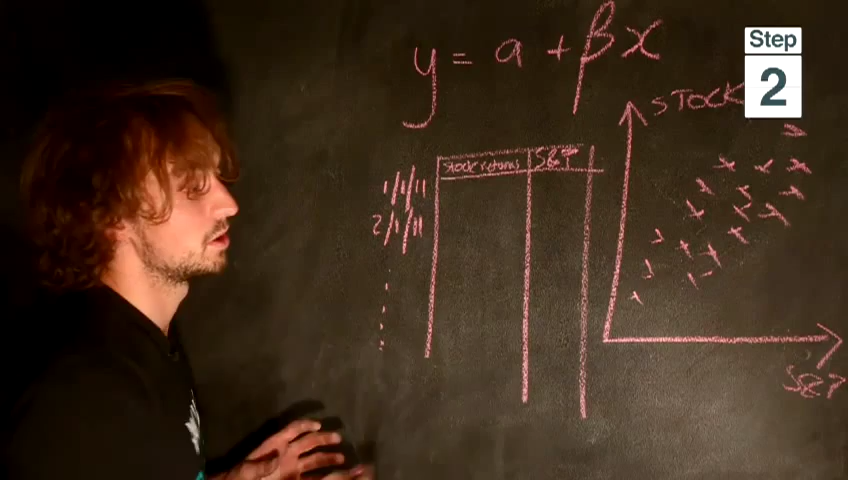 y = a + βx
Step
2
STOCK
stock returns S&P
1/1/11
2/1/11
S&P